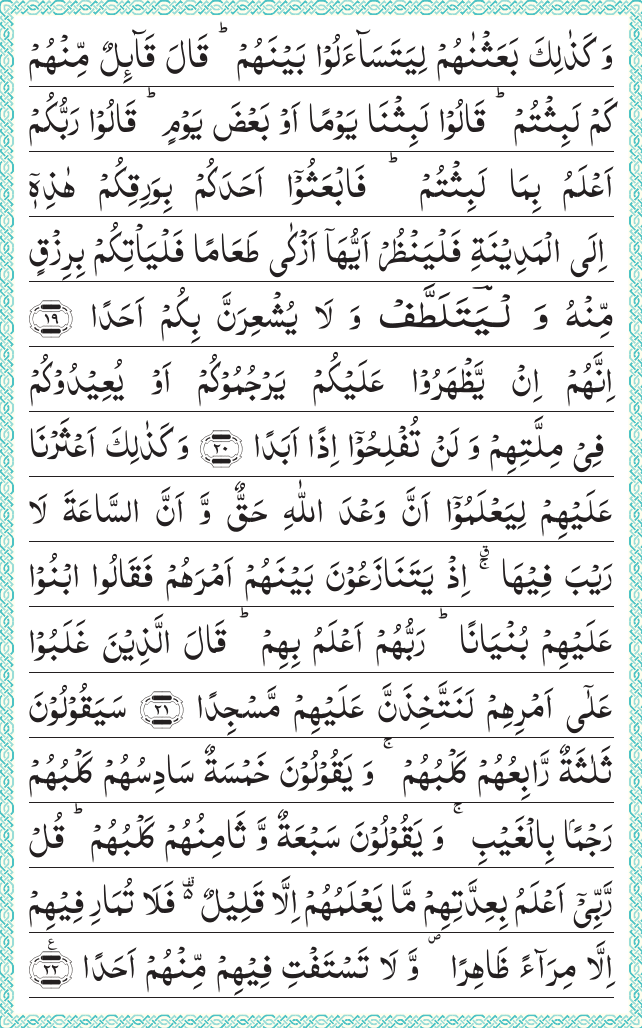 وَ كَذٰلِكَ بَعَثْنٰهُمْ لِيَتَسَآءَلُوْا بَيْنَهُمْ ؕ قَالَ قَآئِلٌ مِّنْهُمْ
كَمْ لَبِثْتُمْ ؕ قَالُوْا لَبِثْنَا يَوْمًا اَوْ بَعْضَ يَوْمٍ ؕ قَالُوْا رَبُّكُمْ
اَعْلَمُ بِمَا لَبِثْتُمْ ؕ فَابْعَثُوْۤا اَحَدَكُمْ بِوَرِقِكُمْ هٰذِهٖۤ
اِلَى الْمَدِيْنَةِ فَلْيَنْظُرْ اَيُّهَاۤ اَزْكٰى طَعَامًا فَلْيَاْتِكُمْ بِرِزْقٍ
مِّنْهُ وَ لْيَتَلَطَّفْ وَ لَا يُشْعِرَنَّ بِكُمْ اَحَدًا ﴿۱۹﴾
اِنَّهُمْ اِنْ يَّظْهَرُوْا عَلَيْكُمْ يَرْجُمُوْكُمْ اَوْ يُعِيْدُوْكُمْ
فِيْ مِلَّتِهِمْ وَ لَنْ تُفْلِحُوْۤا اِذًا اَبَدًا ﴿۲۰﴾ وَ كَذٰلِكَ اَعْثَرْنَا
عَلَيْهِمْ لِيَعْلَمُوْۤا اَنَّ وَعْدَ اللّٰهِ حَقٌّ وَّ اَنَّ السَّاعَةَ لَا
رَيْبَ فِيْهَا ۚۗ اِذْ يَتَنَازَعُوْنَ بَيْنَهُمْ اَمْرَهُمْ فَقَالُوا ابْنُوْا
عَلَيْهِمْ بُنْيَانًا ؕ رَبُّهُمْ اَعْلَمُ بِهِمْ ؕ قَالَ الَّذِيْنَ غَلَبُوْا
عَلٰۤى اَمْرِهِمْ لَنَتَّخِذَنَّ عَلَيْهِمْ مَّسْجِدًا ﴿۲۱﴾ سَيَقُوْلُوْنَ
ثَلٰثَةٌ رَّابِعُهُمْ كَلْبُهُمْ ۚ وَ يَقُوْلُوْنَ خَمْسَةٌ سَادِسُهُمْ كَلْبُهُمْ
رَجْمًۢا بِالْغَيْبِ ۚ وَ يَقُوْلُوْنَ سَبْعَةٌ وَّ ثَامِنُهُمْ كَلْبُهُمْ ؕ قُلْ
رَّبِّيْۤ اَعْلَمُ بِعِدَّتِهِمْ مَّا يَعْلَمُهُمْ اِلَّا قَلِيْلٌ ۫۬ فَلَا تُمَارِ فِيْهِمْ
اِلَّا مِرَآءً ظَاهِرًا ۪ وَّ لَا تَسْتَفْتِ فِيْهِمْ مِّنْهُمْ اَحَدًا ﴿۲۲﴾ ع